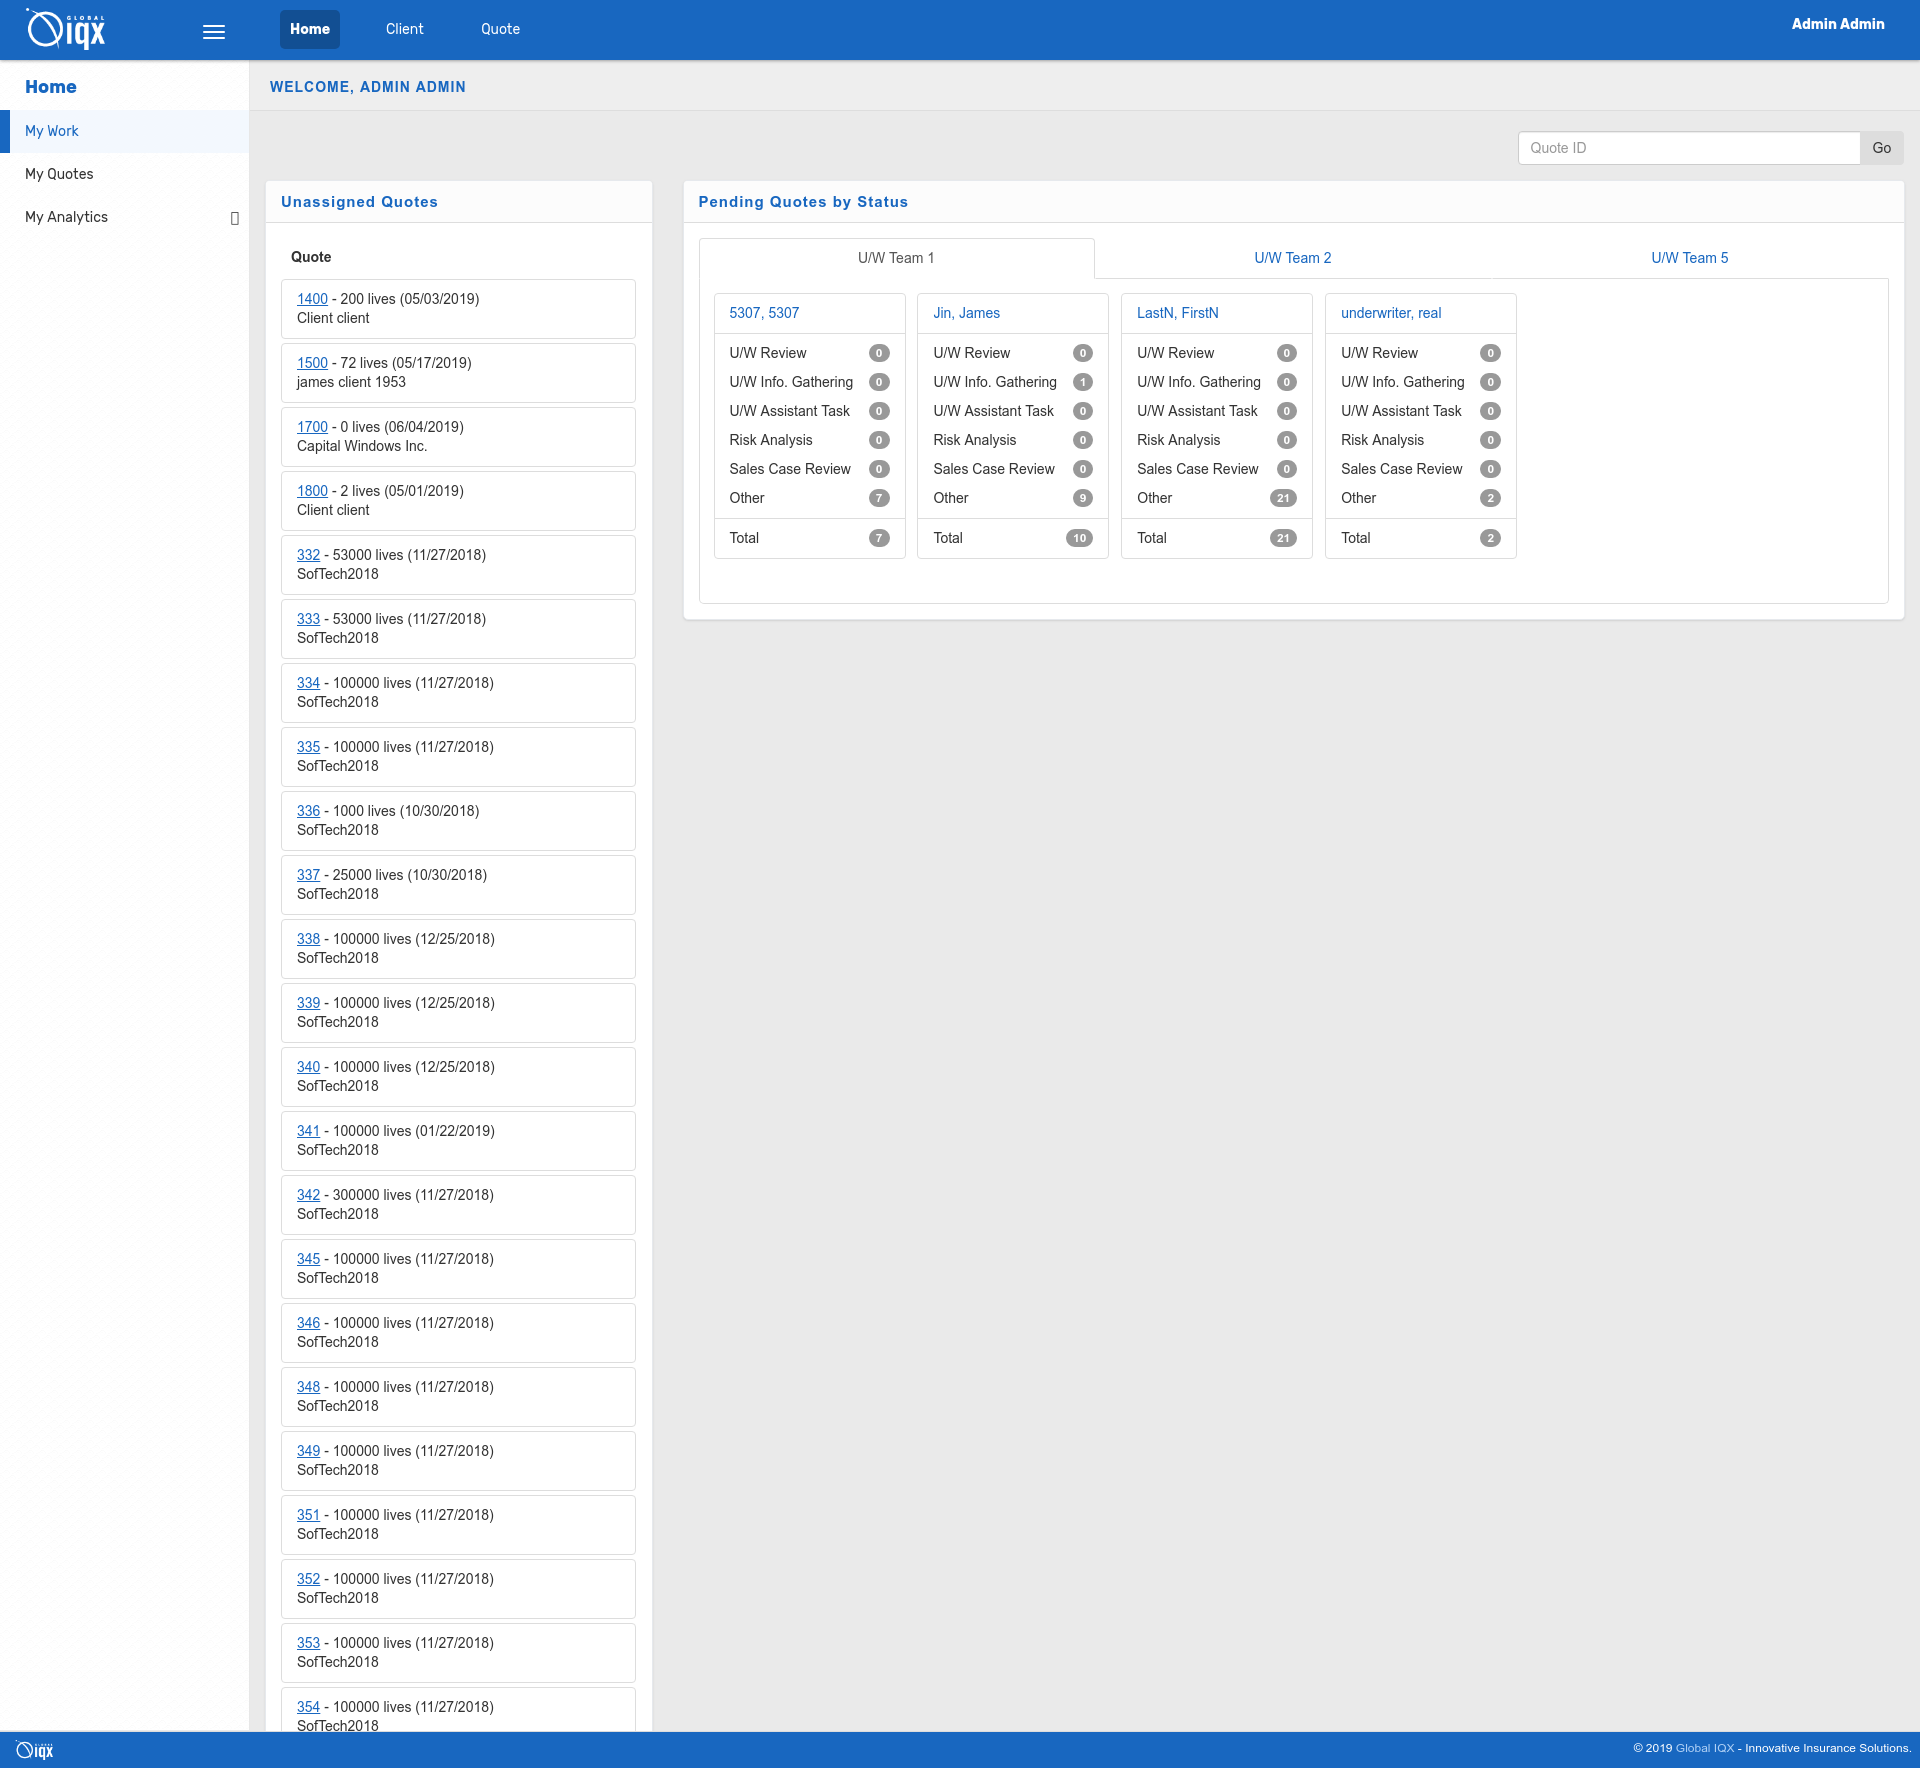 GLOBAL
iqx
Home
Client
Quote
Admin Admin
Home
My Work
My Quotes
My Analytics
WELCOME, ADMIN ADMIN
Quote ID
Go
Unassigned Quotes
Quote
1400 - 200 lives (05/03/2019)
Client client
1500 - 72 lives (05/17/2019)
james client 1953
1700 - 0 lives (06/04/2019)
Capital Windows Inc.
1800 - 2 lives (05/01/2019)
Client client
332 - 53000 lives (11/27/2018)
SofTech2018
333 - 53000 lives (11/27/2018)
SofTech2018
334 - 100000 lives (11/27/2018)
SofTech2018
335 - 100000 lives (11/27/2018)
SofTech2018
336 - 1000 lives (10/30/2018)
SofTech2018
337 - 25000 lives (10/30/2018)
SofTech2018
338 - 100000 lives (12/25/2018)
SofTech2018
339 - 100000 lives (12/25/2018)
SofTech2018
340 - 100000 lives (12/25/2018)
SofTech2018
341 - 100000 lives (01/22/2019)
SofTech2018
342 - 300000 lives (11/27/2018)
SofTech2018
345 - 100000 lives (11/27/2018)
SofTech2018
346 - 100000 lives (11/27/2018)
SofTech2018
348 - 100000 lives (11/27/2018)
SofTech2018
349 - 100000 lives (11/27/2018)
SofTech2018
351 - 100000 lives (11/27/2018)
SofTech2018
352 - 100000 lives (11/27/2018)
SofTech2018
353 - 100000 lives (11/27/2018)
SofTech2018
354 - 100000 lives (11/27/2018)
SofTech2018
Pending Quotes by Status
U/W Team 1
U/W Team 2
U/W Team 5
5307, 5307
U/W Review 0
U/W Info. Gathering 0
U/W Assistant Task 0
Risk Analysis 0
Sales Case Review 0
Other 7
Total 7
Jin, James
U/W Review 0
U/W Info. Gathering 1
U/W Assistant Task 0
Risk Analysis 0
Sales Case Review 0
Other 9
Total 10
LastN, FirstN
U/W Review 0
U/W Info. Gathering 0
U/W Assistant Task 0
Risk Analysis 0
Sales Case Review 0
Other 21
Total 21
underwriter, real
U/W Review 0
U/W Info. Gathering 0
U/W Assistant Task 0
Risk Analysis 0
Sales Case Review 0
Other 2
Total 2
iqx
© 2019 Global IQX - Innovative Insurance Solutions.